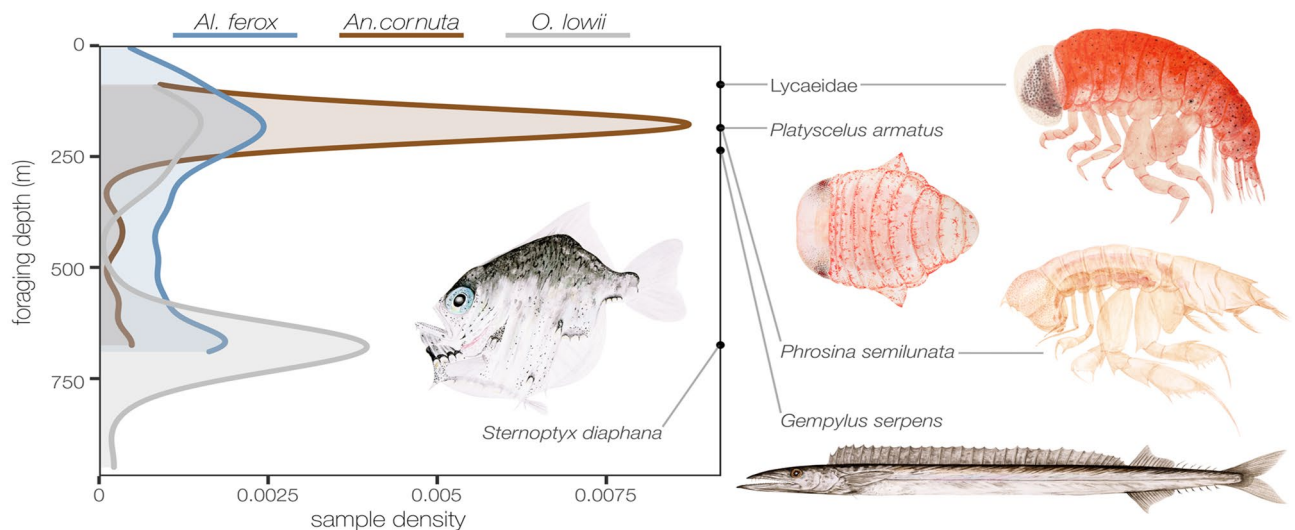 Al. ferox An.cornuta O. lowii
0
250
500
750
foraging depth (m)
0 0.0025 0.005 0.0075
sample density
Lycaeidae
Platyscelus armatus
Phrosina semilunata
Gempylus serpens
Sternoptyx diaphana